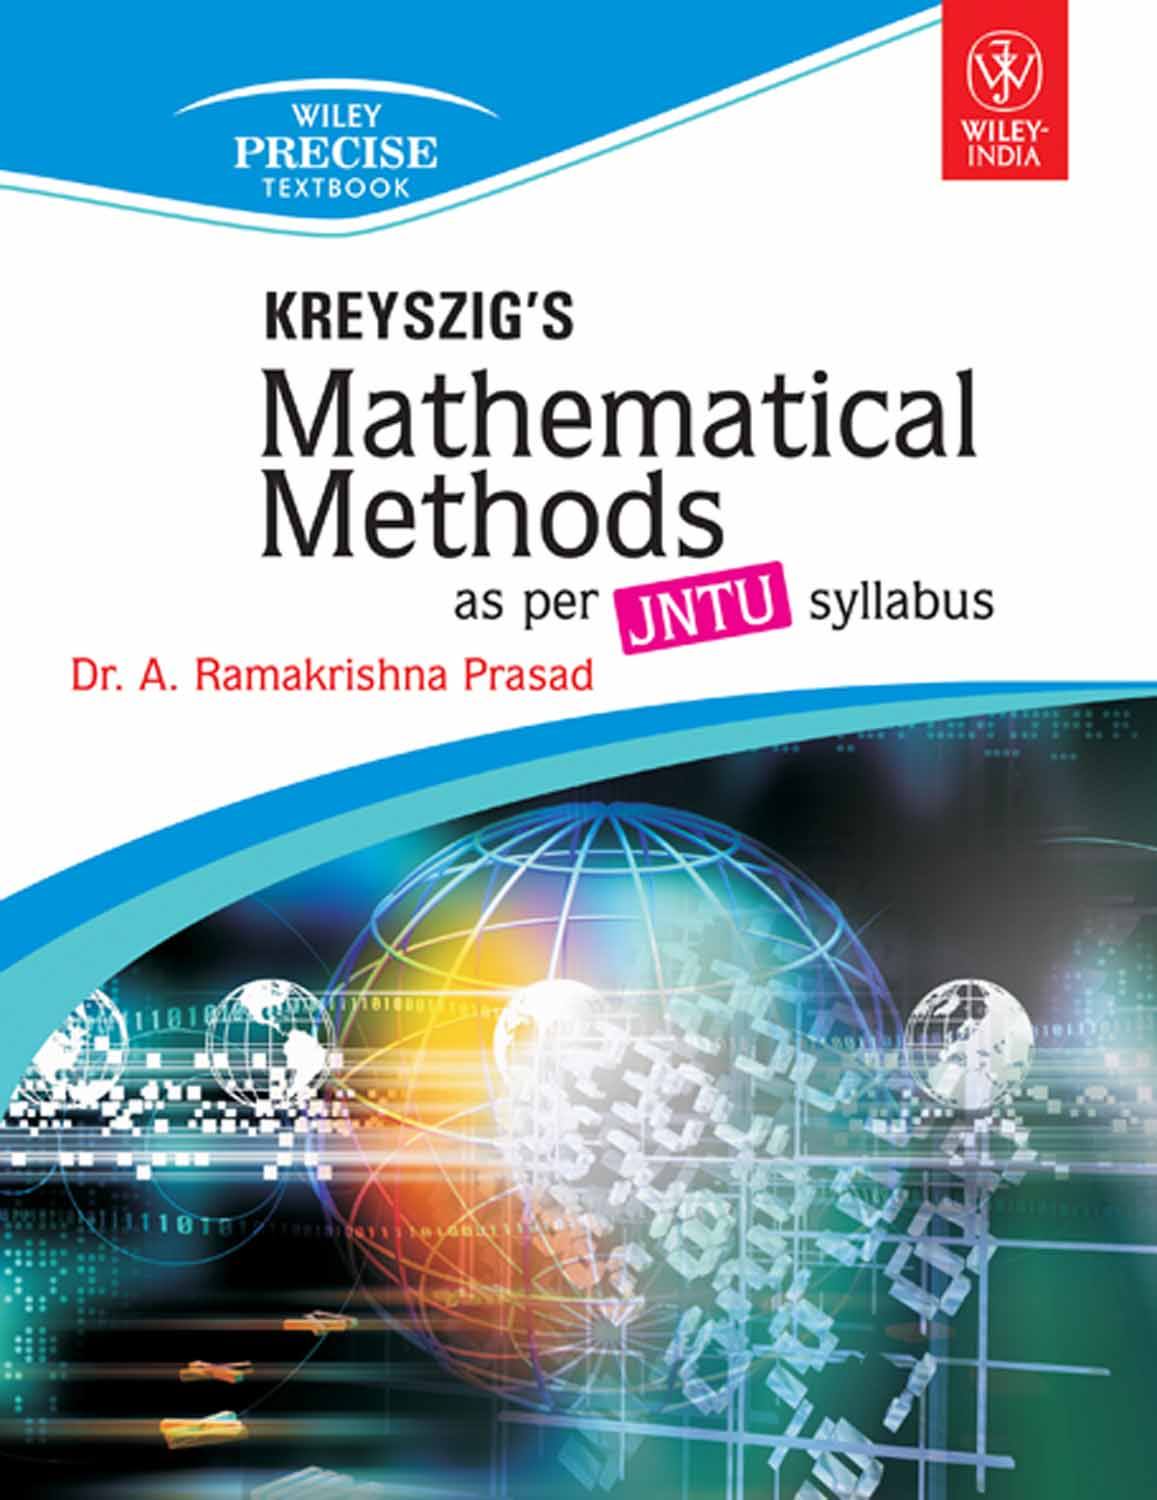 WILEY
PRECISE
TEXTBOOK
WILEY-
INDIA
KREYSZIG'S
Mathematical
Methods
as per JNTU syllabus
Dr. A. Ramakrishna Prasad